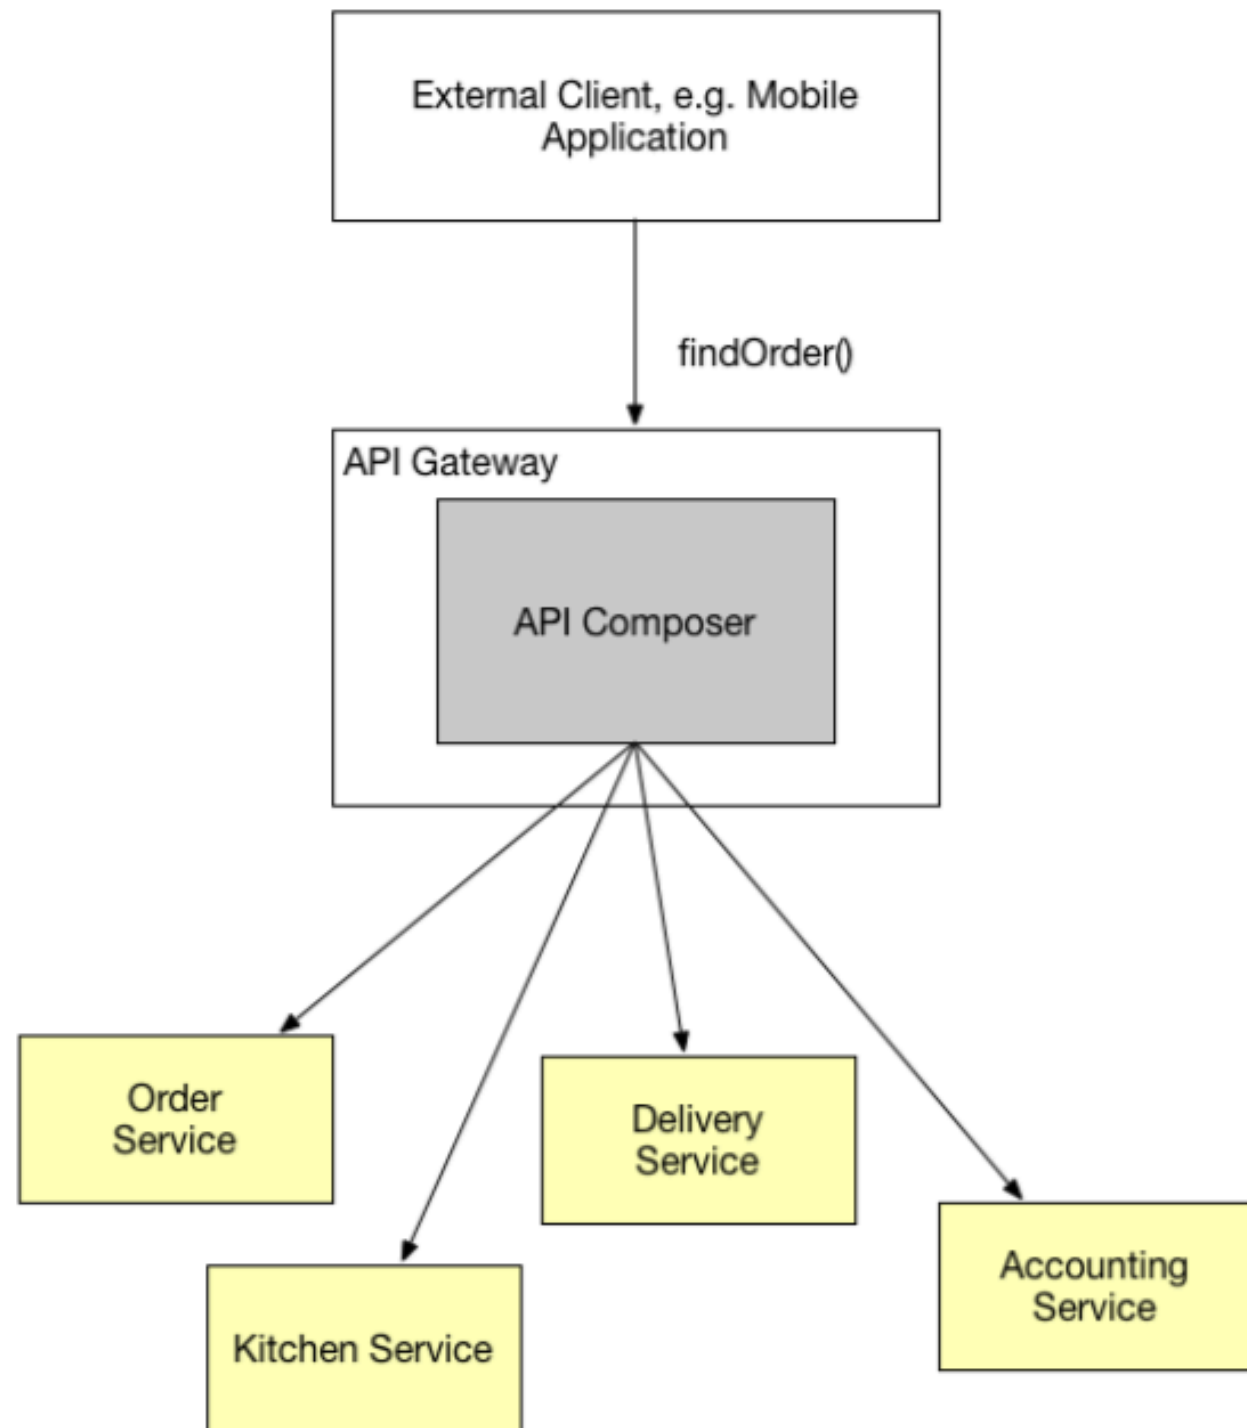 External Client, e.g. Mobile
Application
findOrder()
API Gateway
API Composer
Order
Service
Delivery
Service
Accounting
Service
Kitchen Service